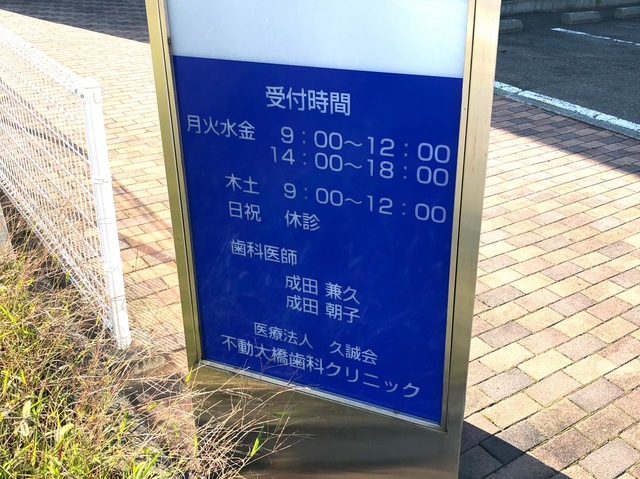 受付時間
月火水金 9：00～12：00
14：00～18：00
木土 9：00～12：00
日祝 休診
歯科医師
成田 兼久
成田 朝子
医療法人 久誠会
不動大橋歯科クリニック